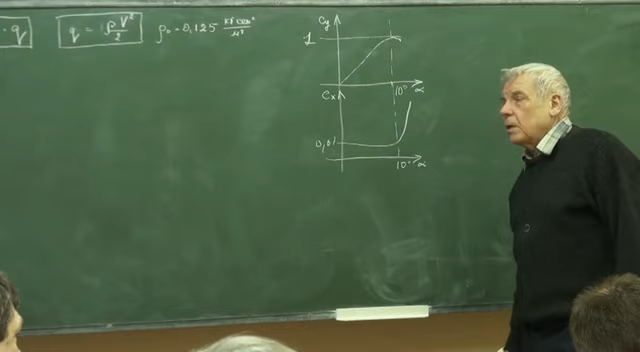 · q
q = ρV²/2
ρ₀ = 0,125 кг сек²/м⁴
Cy
1
10° α
Cx
0,01
10° α